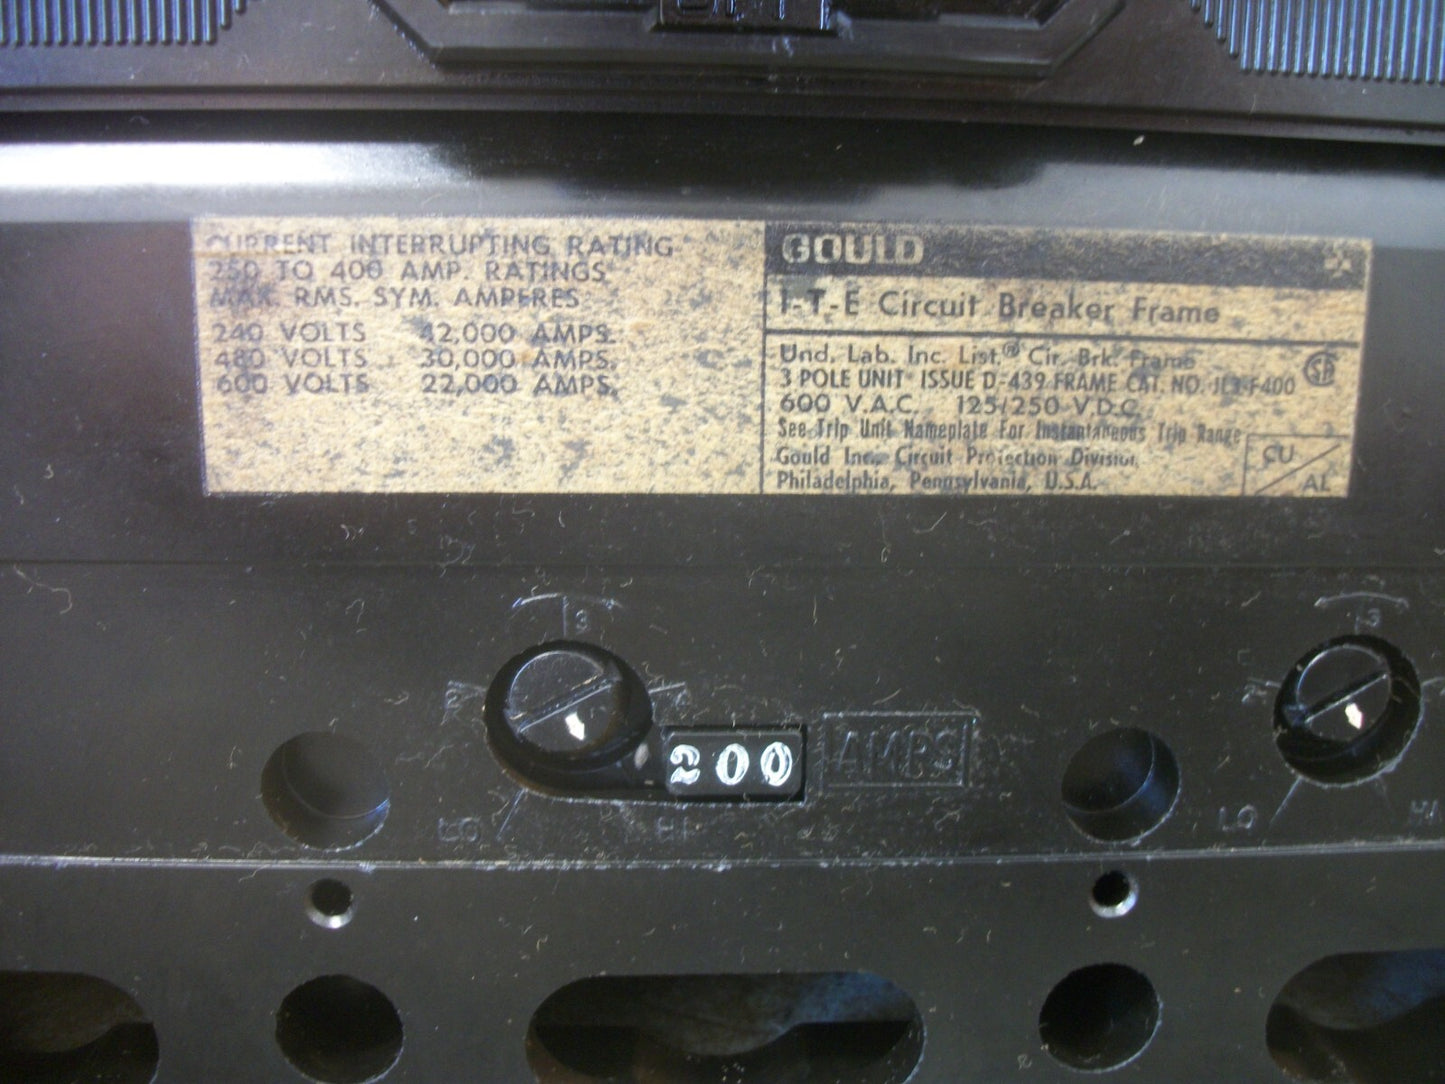 CURRENT INTERRUPTING RATING
250 TO 400 AMP. RATINGS
MAX. RMS. SYM. AMPERES
240 VOLTS 42,000 AMPS.
480 VOLTS 30,000 AMPS.
600 VOLTS 22,000 AMPS.
GOULD
I-T-E Circuit Breaker Frame
Und. Lab. Inc. List.® Cir. Brk. Frame
3 POLE UNIT ISSUE D-439 FRAME CAT. NO. JL3-F400
600 V.A.C. 125/250 V.D.C.
See Trip Unit Nameplate For Instantaneous Trip Range
Gould Inc., Circuit Protection Division,
Philadelphia, Pennsylvania, U.S.A.
CU/AL
3
2
LO
HI
200 AMPS
3
LO
HI